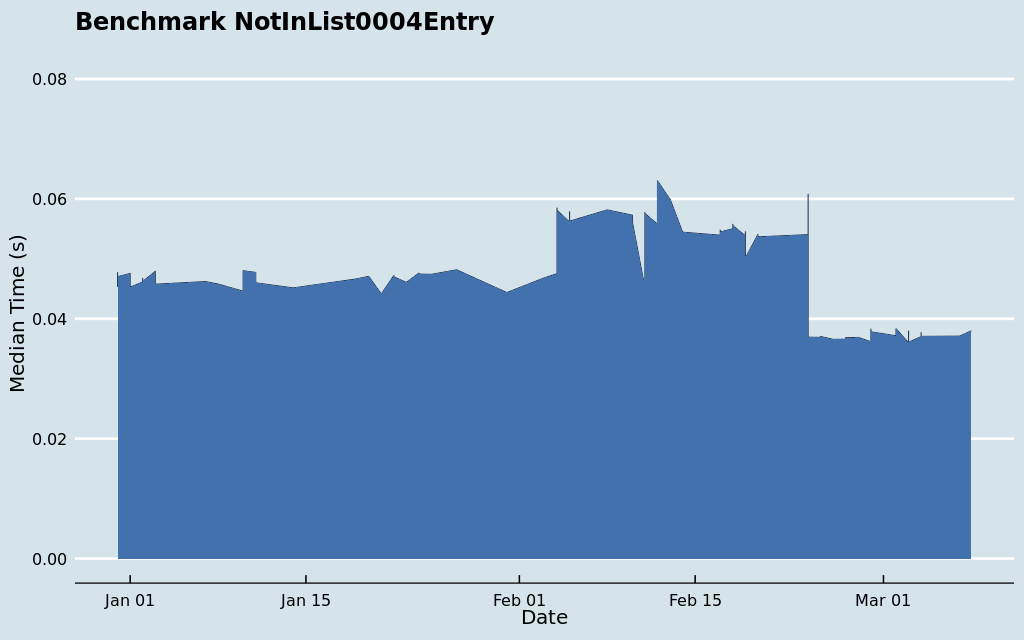 Benchmark NotInList0004Entry
Median Time (s)
0.08
0.06
0.04
0.02
0.00
Jan 01
Jan 15
Feb 01
Feb 15
Mar 01
Date